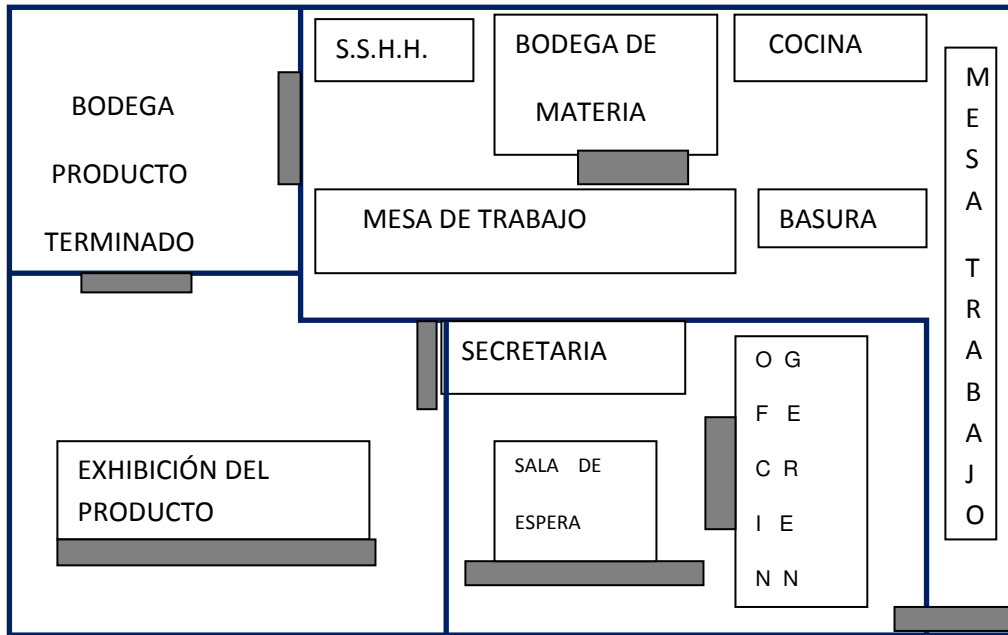 BODEGA
PRODUCTO
TERMINADO
S.S.H.H.
BODEGA DE
MATERIA
COCINA
MESA DE TRABAJO
BASURA
M
E
S
A
T
R
A
B
A
J
O
SECRETARIA
EXHIBICIÓN DEL
PRODUCTO
SALA DE
ESPERA
O G
F E
C R
I E
N N